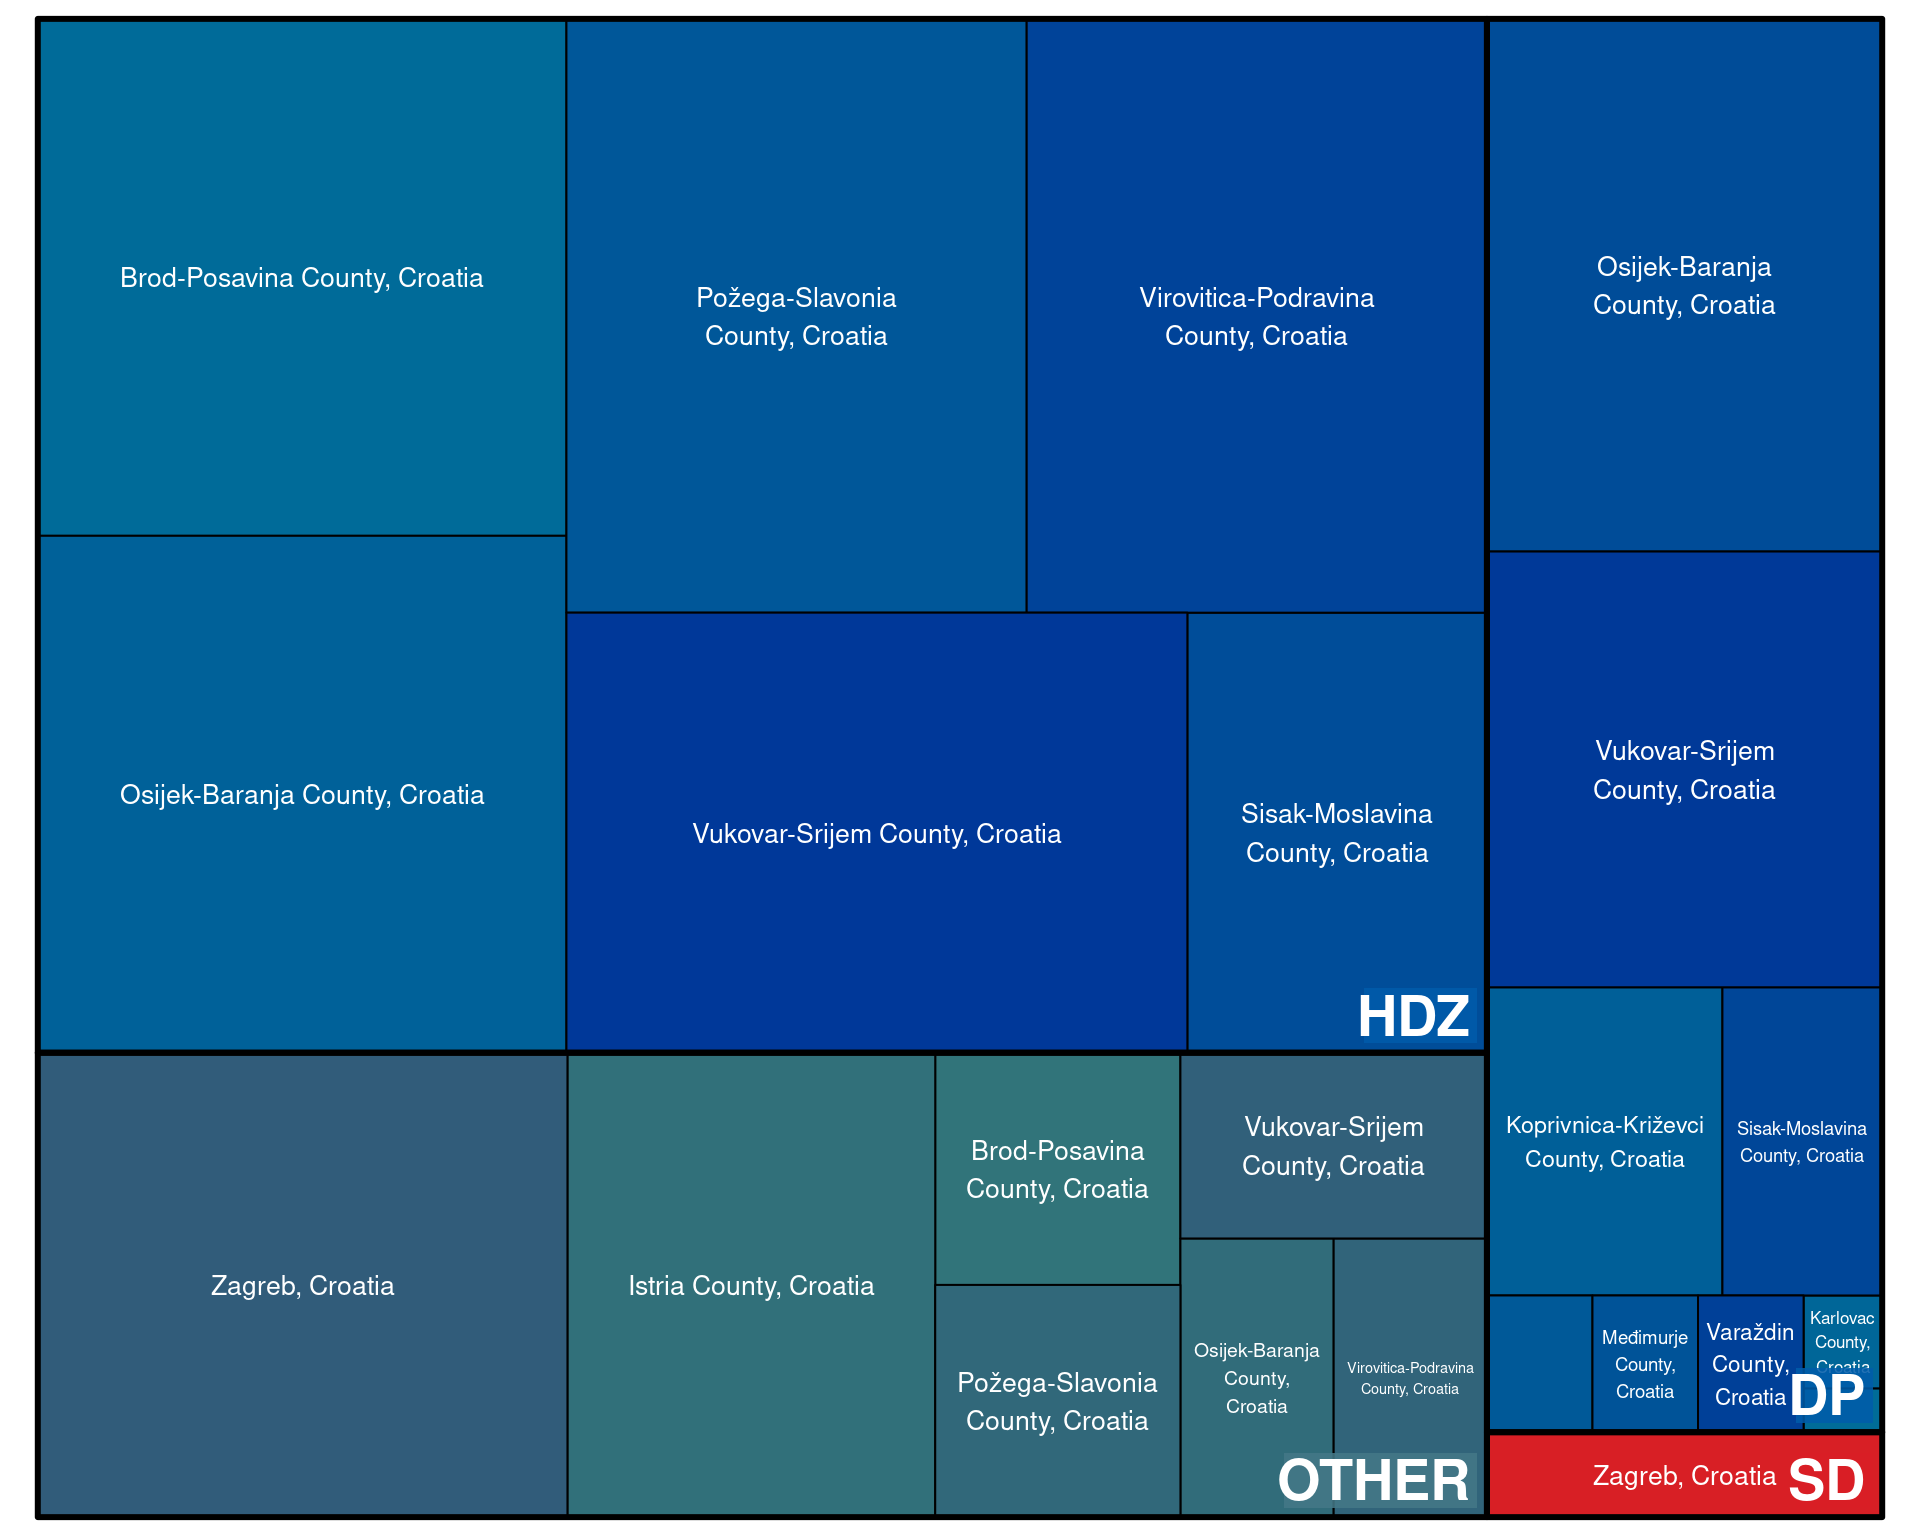 Brod-Posavina County, Croatia
Požega-Slavonia
County, Croatia
Virovitica-Podravina
County, Croatia
Osijek-Baranja
County, Croatia
Osijek-Baranja County, Croatia
Vukovar-Srijem County, Croatia
Sisak-Moslavina
County, Croatia
HDZ
Vukovar-Srijem
County, Croatia
Koprivnica-Križevci
County, Croatia
Sisak-Moslavina
County, Croatia
Međimurje
County,
Croatia
Varaždin
County,
Croatia
Karlovac
County,
Croatia
DP
Zagreb, Croatia
Istria County, Croatia
Brod-Posavina
County, Croatia
Požega-Slavonia
County, Croatia
Vukovar-Srijem
County, Croatia
Osijek-Baranja
County,
Croatia
Virovitica-Podravina
County, Croatia
OTHER
Zagreb, Croatia
SD